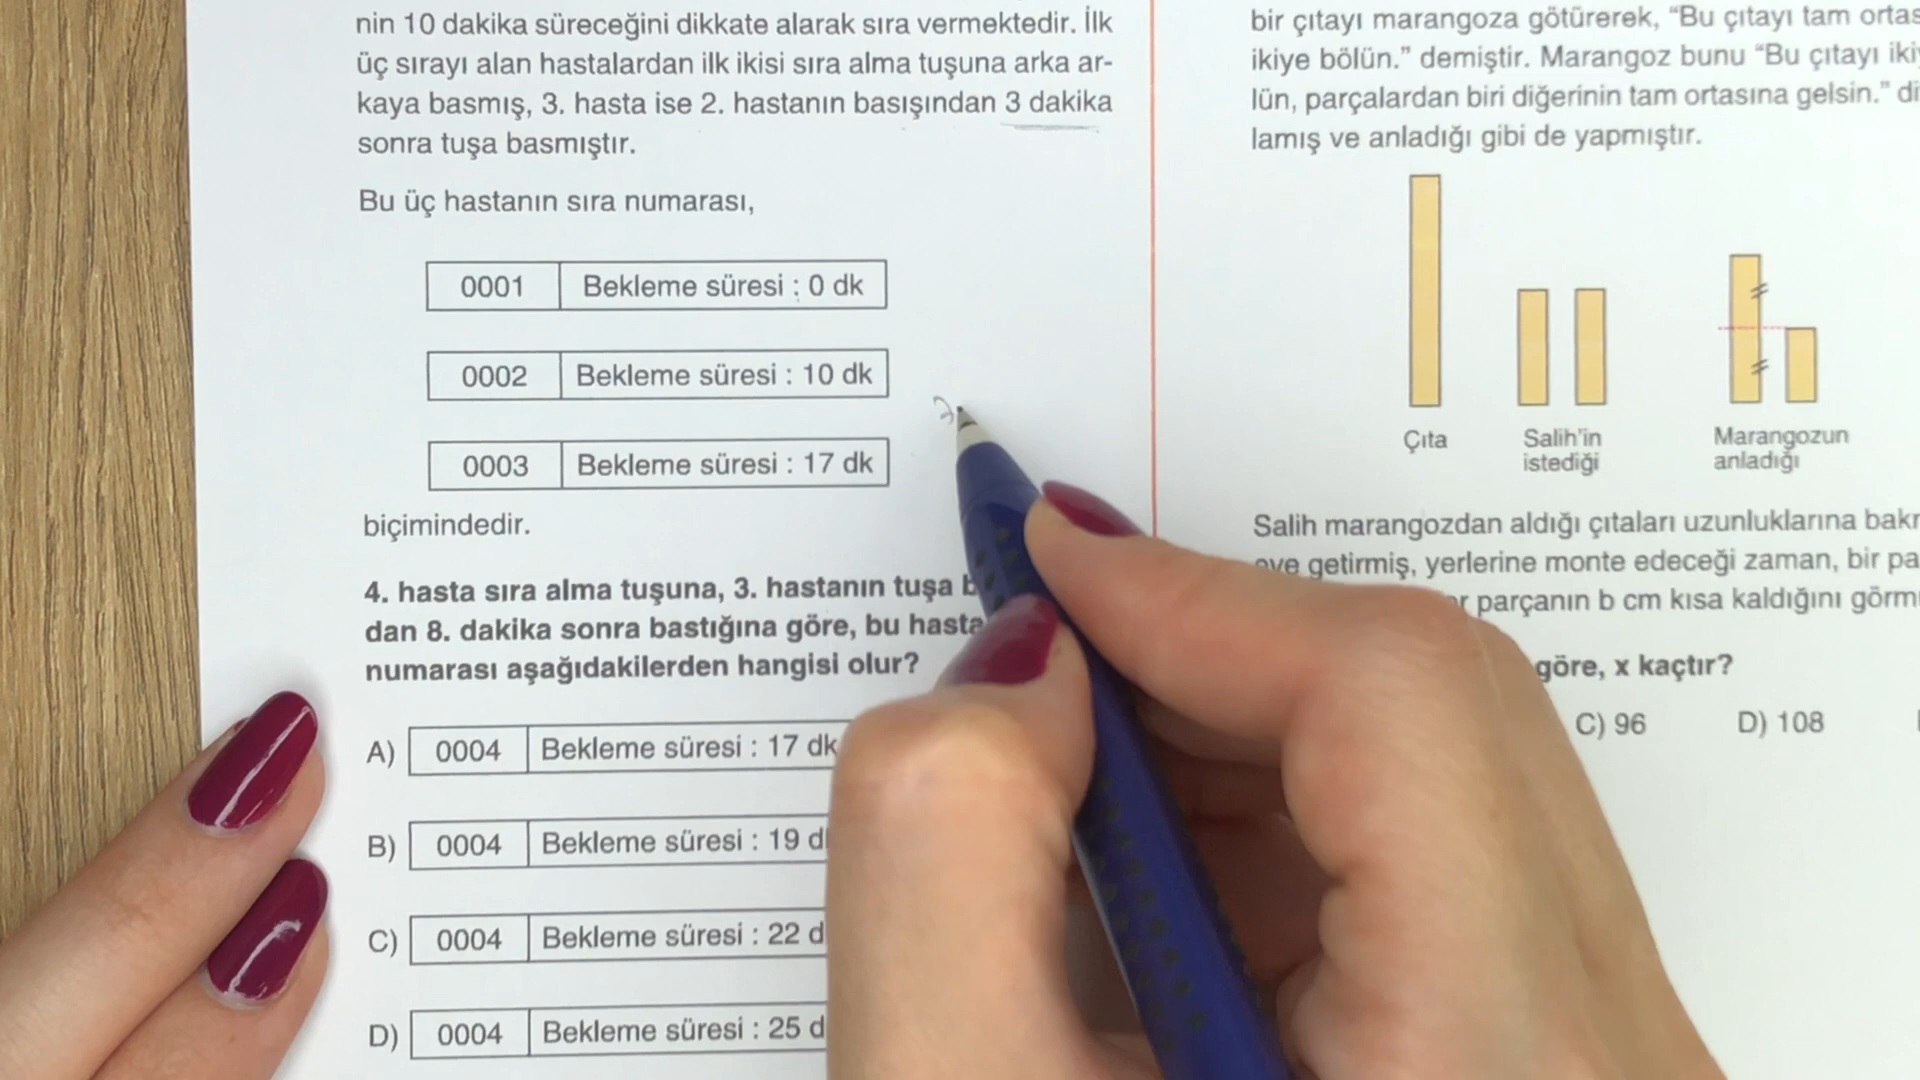 nin 10 dakika süreceğini dikkate alarak sıra vermektedir. İlk
üç sırayı alan hastalardan ilk ikisi sıra alma tuşuna arka ar-
kaya basmış, 3. hasta ise 2. hastanın basışından 3 dakika
sonra tuşa basmıştır.
Bu üç hastanın sıra numarası,
0001 Bekleme süresi : 0 dk
0002 Bekleme süresi : 10 dk
0003 Bekleme süresi : 17 dk
biçimindedir.
4. hasta sıra alma tuşuna, 3. hastanın tuşa
dan 8. dakika sonra bastığına göre, bu hasta
numarası aşağıdakilerden hangisi olur?
A) 0004 Bekleme süresi : 17 dk
B) 0004 Bekleme süresi : 19 d
C) 0004 Bekleme süresi : 22 d
D) 0004 Bekleme süresi : 25 d
bir çıtayı marangoza götürerek, “Bu çıtayı tam ortas
ikiye bölün.” demiştir. Marangoz bunu “Bu çıtayı iki
lün, parçalardan biri diğerinin tam ortasına gelsin.” di
lamış ve anladığı gibi de yapmıştır.
Çıta
Salih’in
istediği
Marangozun
anladığı
Salih marangozdan aldığı çıtaları uzunluklarına bak
eve getirmiş, yerlerine monte edeceği zaman, bir pa
parçanın b cm kısa kaldığını görm
göre, x kaçtır?
C) 96 D) 108